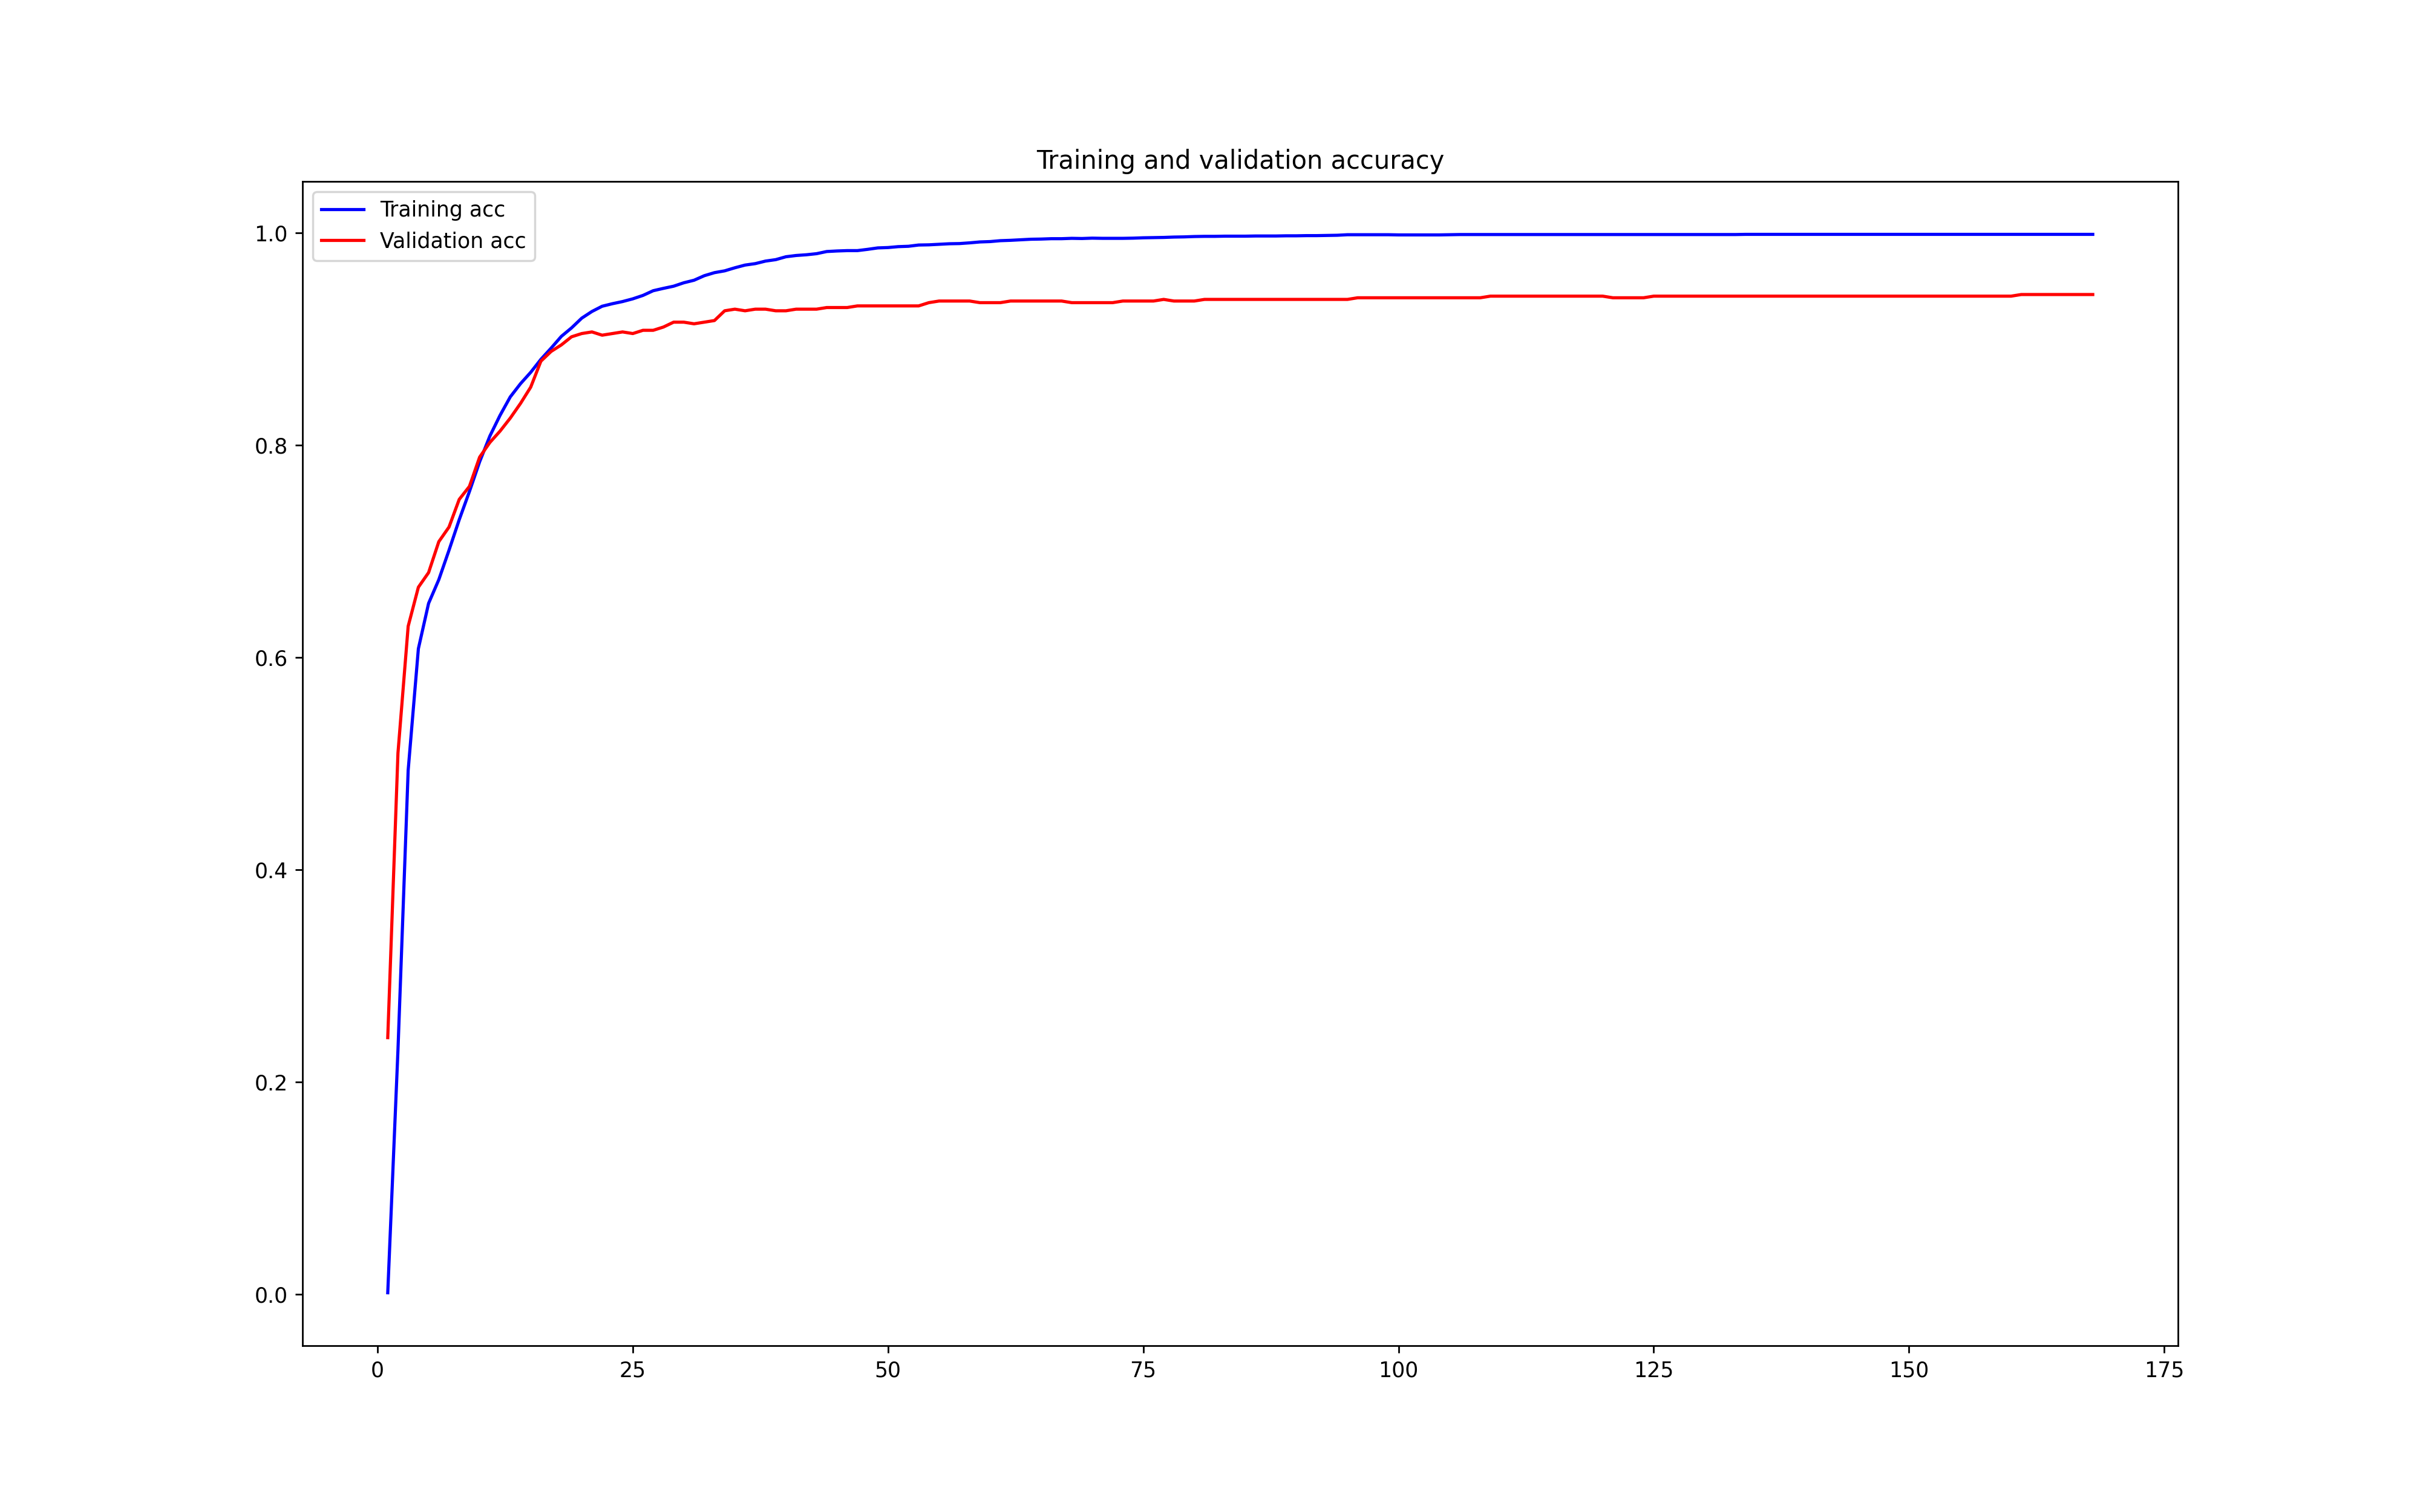 Training and validation accuracy
Training acc
Validation acc
1.0
0.8
0.6
0.4
0.2
0.0
0 25 50 75 100 125 150 175